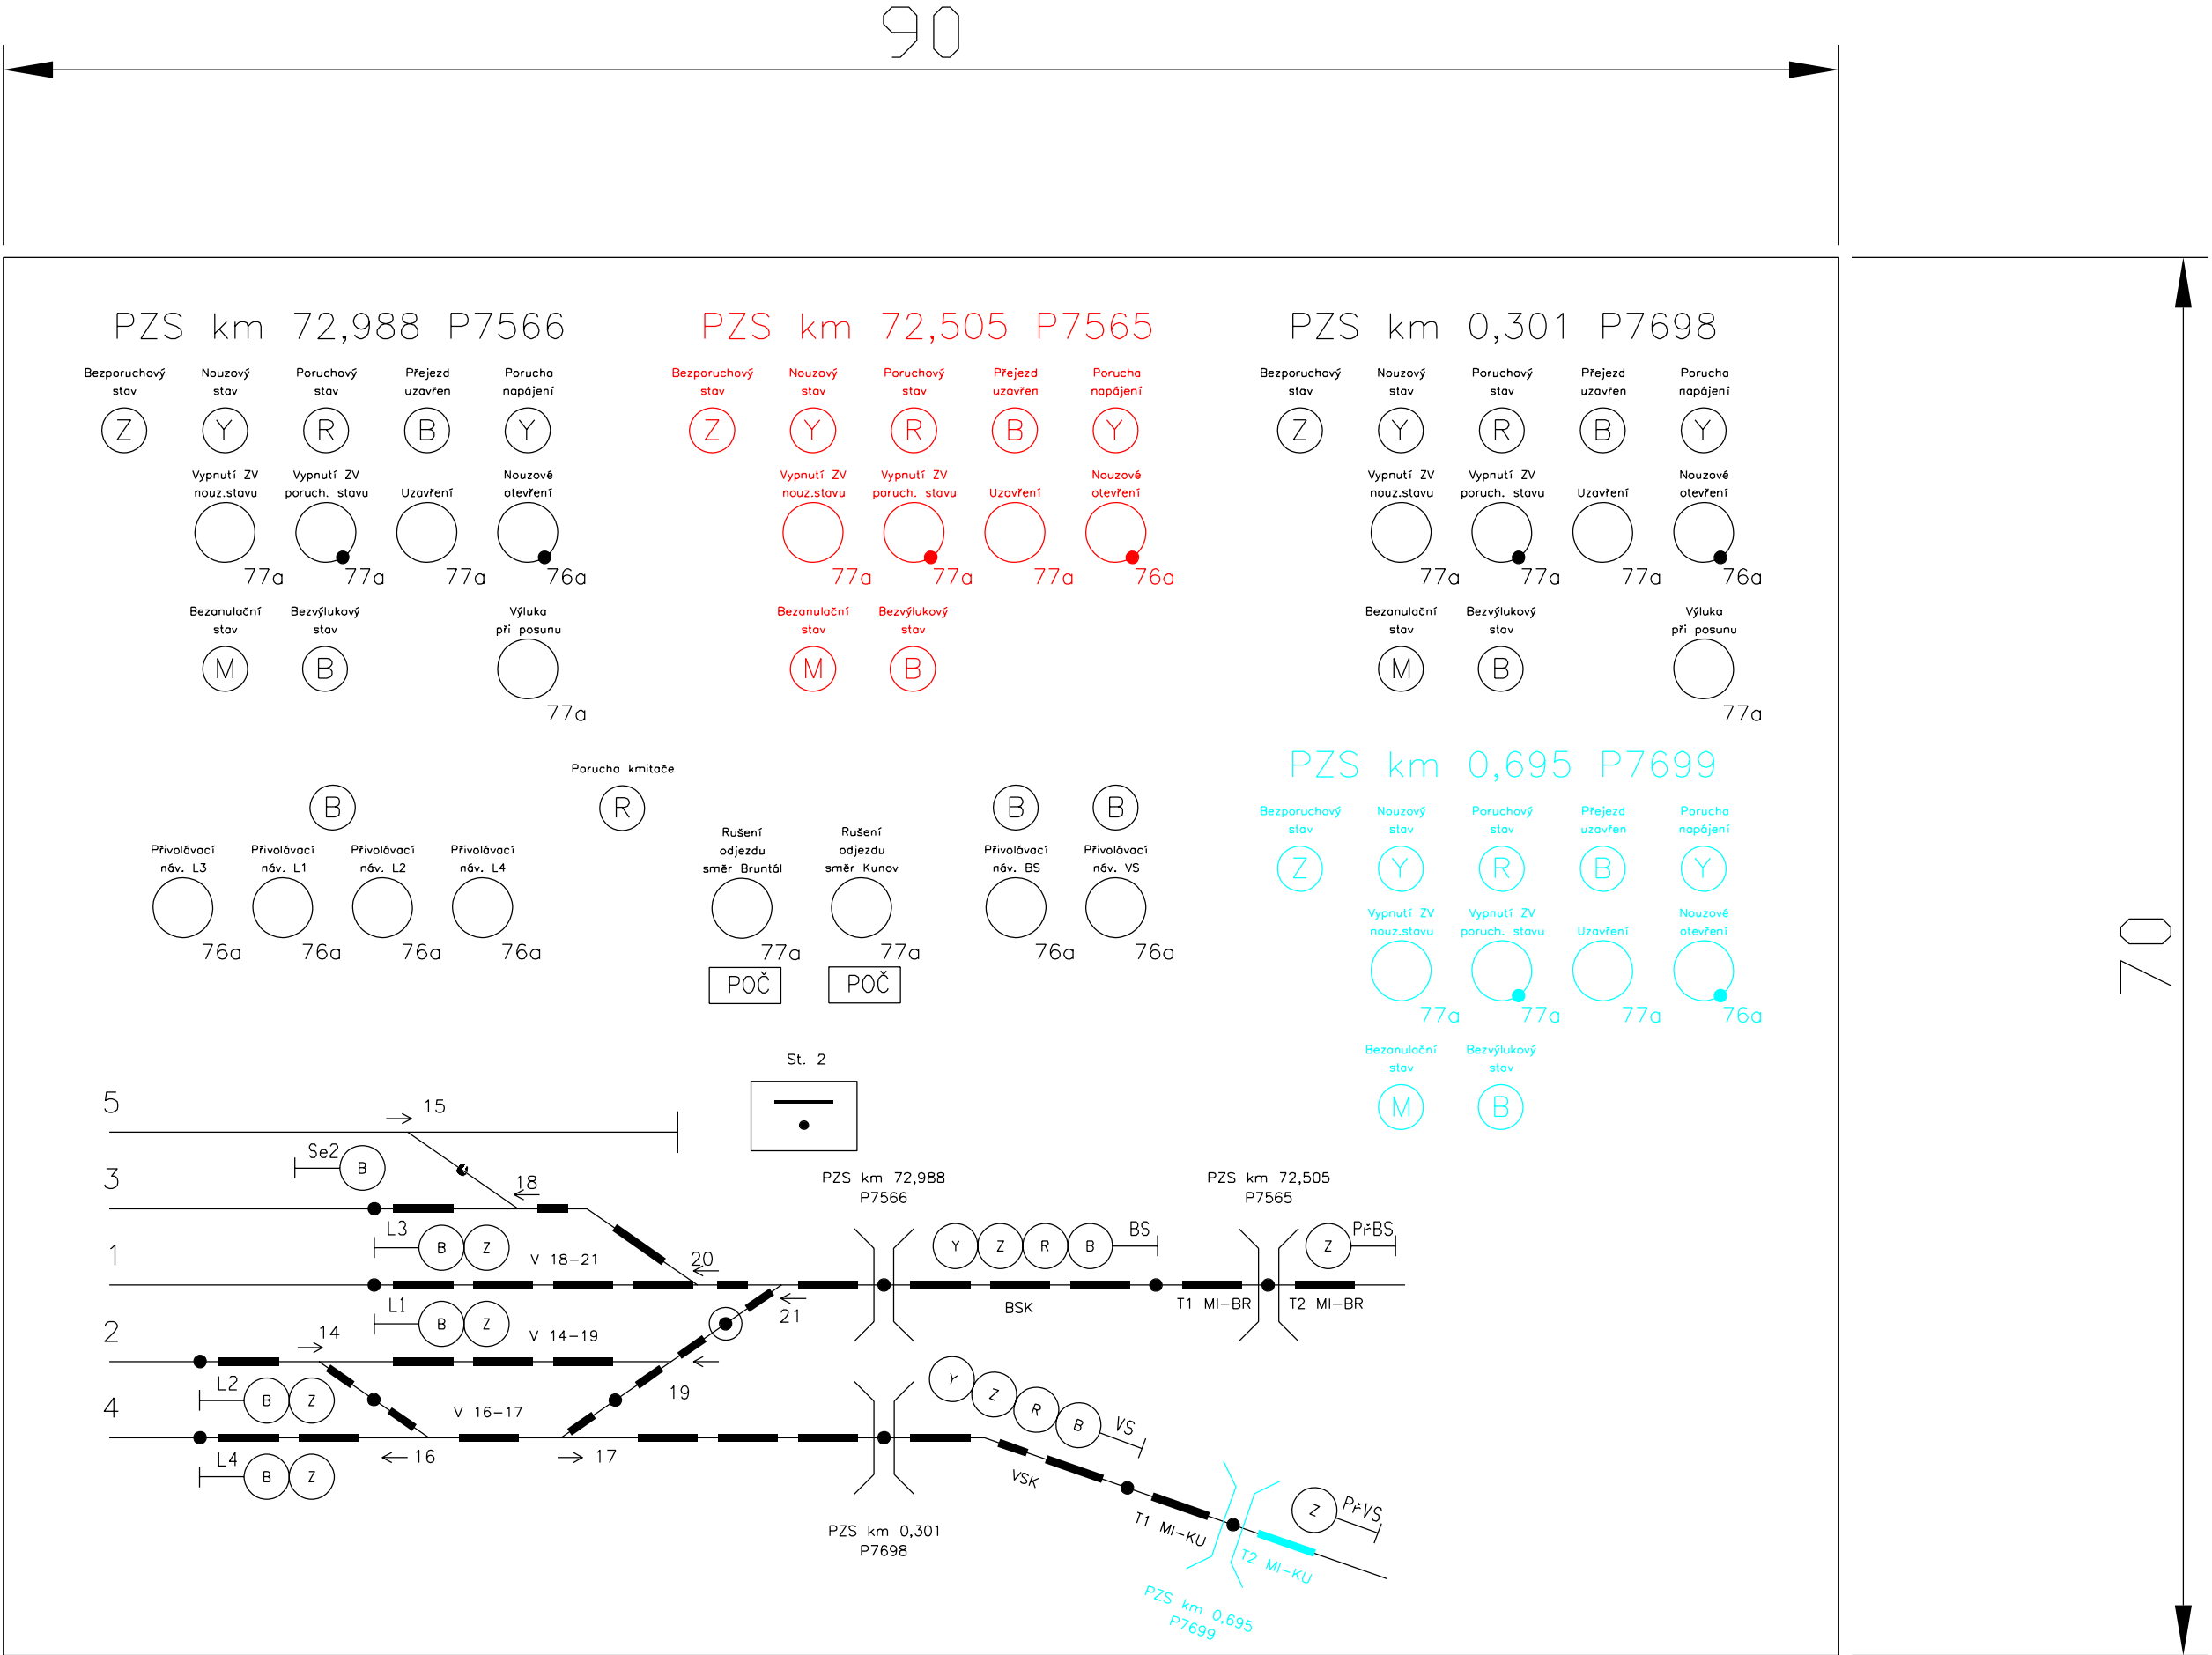 90
70
PZS km 72,988 P7566
Bezporuchový
stav
Nouzový
stav
Poruchový
stav
Přejezd
uzavřen
Porucha
napájení
Z
Y
R
B
Y
Vypnutí ZV
nouz.stavu
Vypnutí ZV
poruch. stavu
Uzavření
Nouzové
otevření
77a
77a
77a
76a
Bezanulační
stav
Bezvýlukový
stav
Výluka
při posunu
M
B
77a
PZS km 72,505 P7565
Bezporuchový
stav
Nouzový
stav
Poruchový
stav
Přejezd
uzavřen
Porucha
napájení
Z
Y
R
B
Y
Vypnutí ZV
nouz.stavu
Vypnutí ZV
poruch. stavu
Uzavření
Nouzové
otevření
77a
77a
77a
76a
Bezanulační
stav
Bezvýlukový
stav
M
B
PZS km 0,301 P7698
Bezporuchový
stav
Nouzový
stav
Poruchový
stav
Přejezd
uzavřen
Porucha
napájení
Z
Y
R
B
Y
Vypnutí ZV
nouz.stavu
Vypnutí ZV
poruch. stavu
Uzavření
Nouzové
otevření
77a
77a
77a
76a
Bezanulační
stav
Bezvýlukový
stav
Výluka
při posunu
M
B
77a
B
Přivolávací
náv. L3
Přivolávací
náv. L1
Přivolávací
náv. L2
Přivolávací
náv. L4
76a
76a
76a
76a
Porucha kmitače
R
Rušení
odjezdu
směr Bruntál
77a
POČ
Rušení
odjezdu
směr Kunov
77a
POČ
B
B
Přivolávací
náv. BS
Přivolávací
náv. VS
76a
76a
PZS km 0,695 P7699
Bezporuchový
stav
Nouzový
stav
Poruchový
stav
Přejezd
uzavřen
Porucha
napájení
Z
Y
R
B
Y
Vypnutí ZV
nouz.stavu
Vypnutí ZV
poruch. stavu
Uzavření
Nouzové
otevření
77a
77a
77a
76a
Bezanulační
stav
Bezvýlukový
stav
M
B
St. 2
5
15
Se2
B
3
18
L3
B
Z
V 18-21
1
20
L1
B
Z
V 14-19
21
2
14
L2
B
Z
19
4
V 16-17
16
17
L4
B
Z
PZS km 72,988
P7566
Y
Z
R
B
BS
BSK
PZS km 72,505
P7565
Z
PřBS
T1 MI-BR
T2 MI-BR
Y
Z
R
B
VS
VSK
PZS km 0,301
P7698
T1 MI-KU
Z
PřVS
T2 MI-KU
PZS km 0,695
P7699